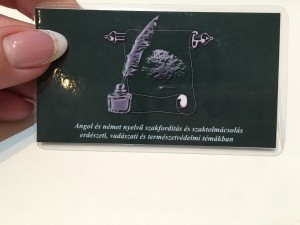 Angol és német nyelvű szakfordítás és szaktolmácsolás
erdészeti, vadászati és természetvédelmi témákban